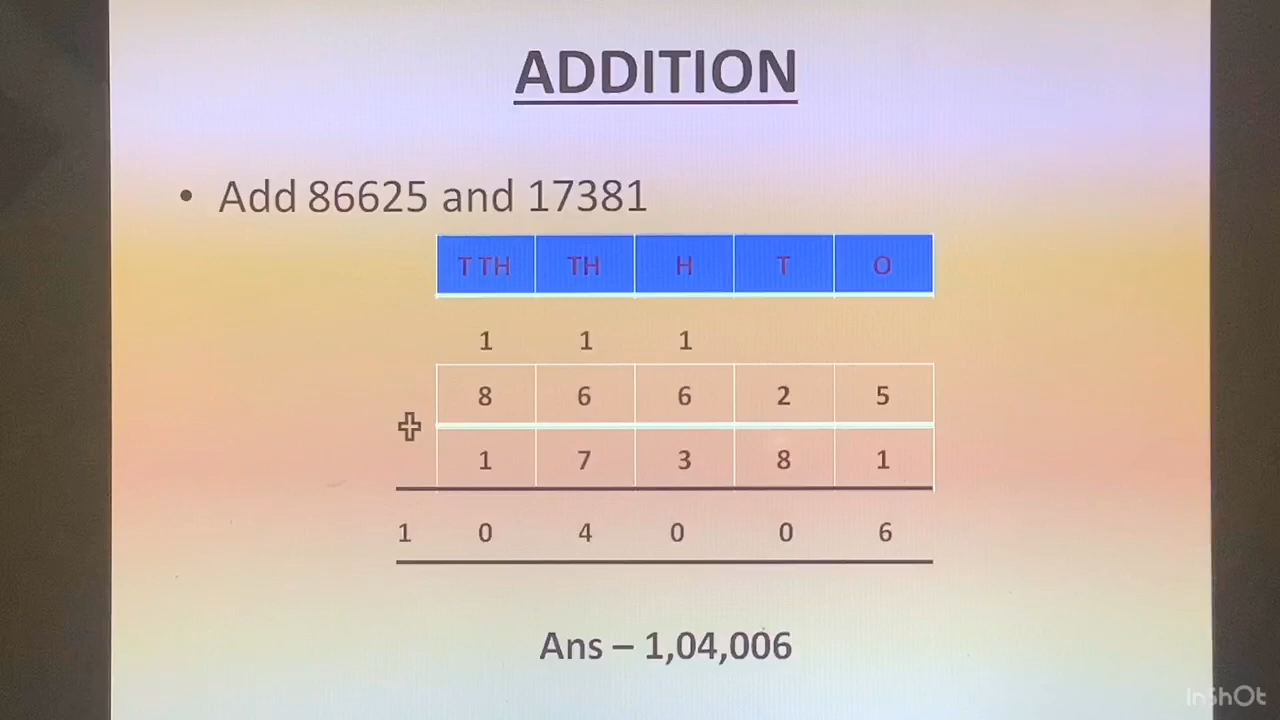 ADDITION
• Add 86625 and 17381
T TH TH H T O
1 1 1
8 6 6 2 5
+
1 7 3 8 1
1 0 4 0 0 6
Ans – 1,04,006
InShOt